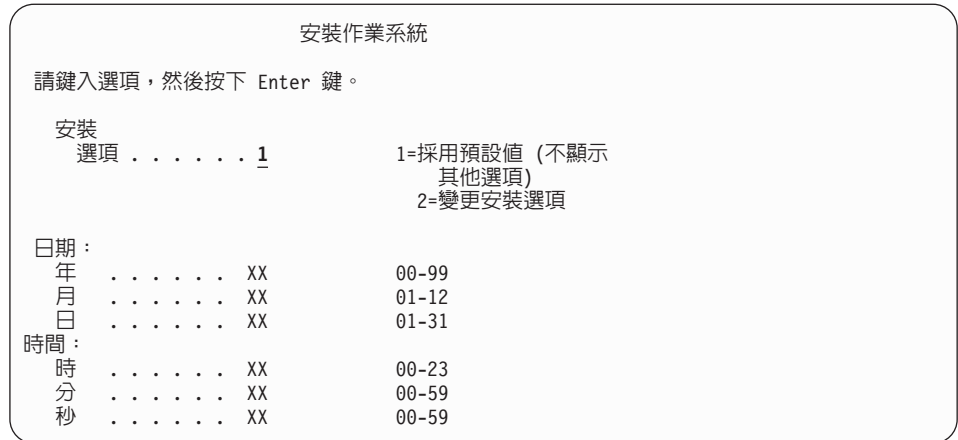 安裝作業系統
請鍵入選項，然後按下 Enter 鍵。
安裝
選項 . . . . . . 1 1=採用預設值 (不顯示
其他選項)
2=變更安裝選項
日期：
年 . . . . . . XX 00-99
月 . . . . . . XX 01-12
日 . . . . . . XX 01-31
時間：
時 . . . . . . XX 00-23
分 . . . . . . XX 00-59
秒 . . . . . . XX 00-59